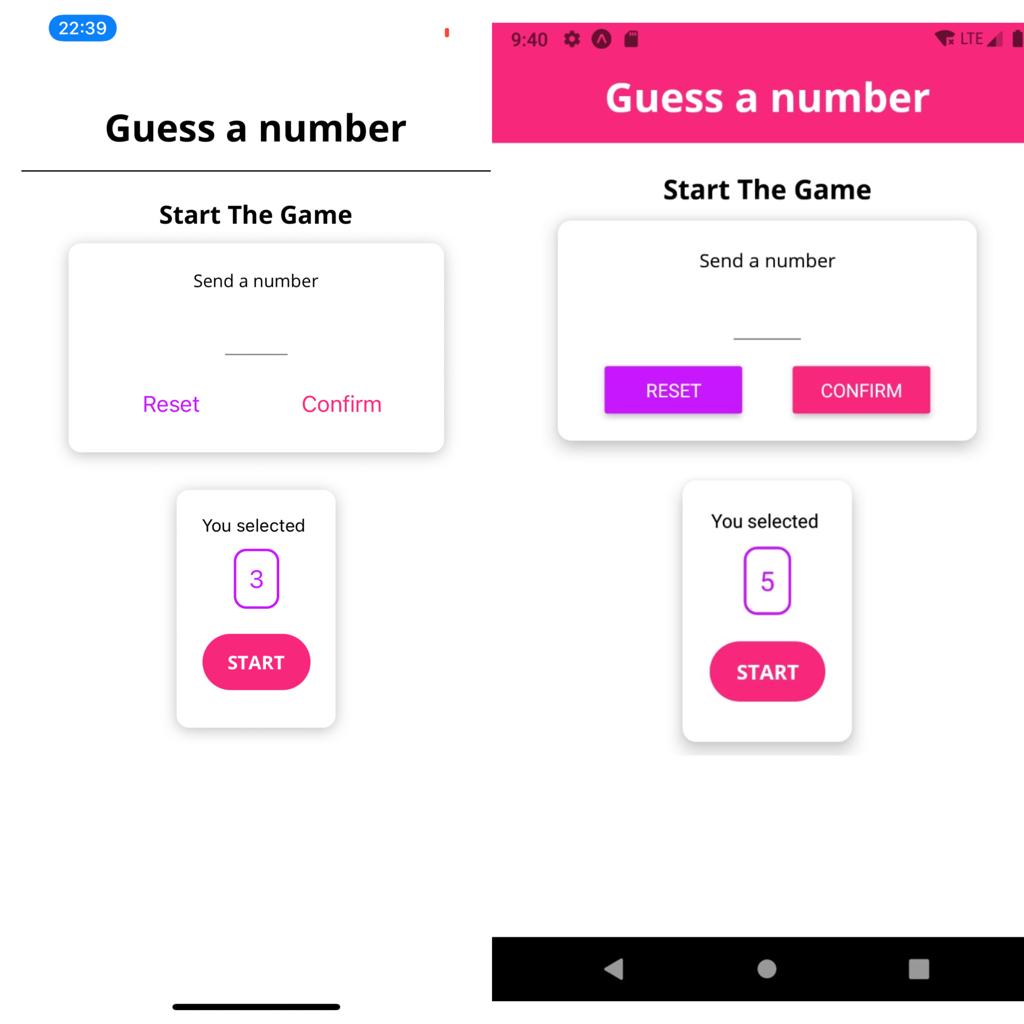 22:39
Guess a number
Start The Game
Send a number
Reset Confirm
You selected
3
START
9:40 LTE
Guess a number
Start The Game
Send a number
RESET CONFIRM
You selected
5
START